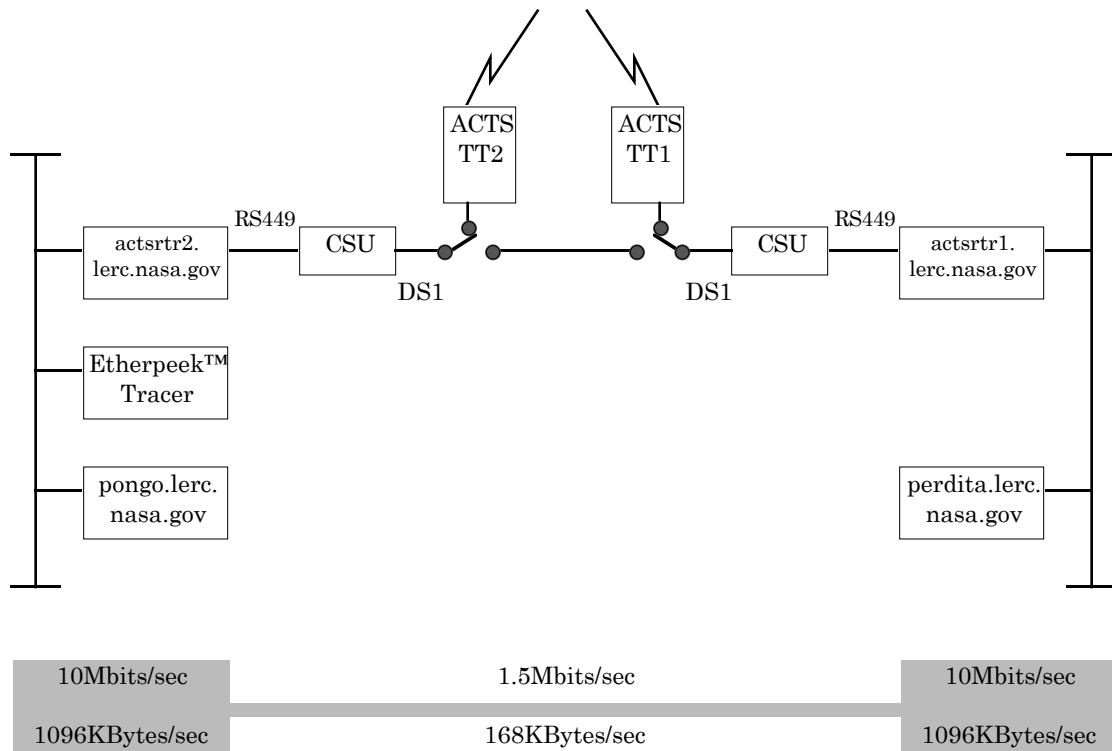 ACTS
TT2
ACTS
TT1
RS449
RS449
actsrtr2.
lerc.nasa.gov
CSU
CSU
actsrtr1.
lerc.nasa.gov
DS1
DS1
Etherpeek™
Tracer
pongo.lerc.
nasa.gov
perdita.lerc.
nasa.gov
10Mbits/sec
1.5Mbits/sec
10Mbits/sec
1096KBytes/sec
168KBytes/sec
1096KBytes/sec